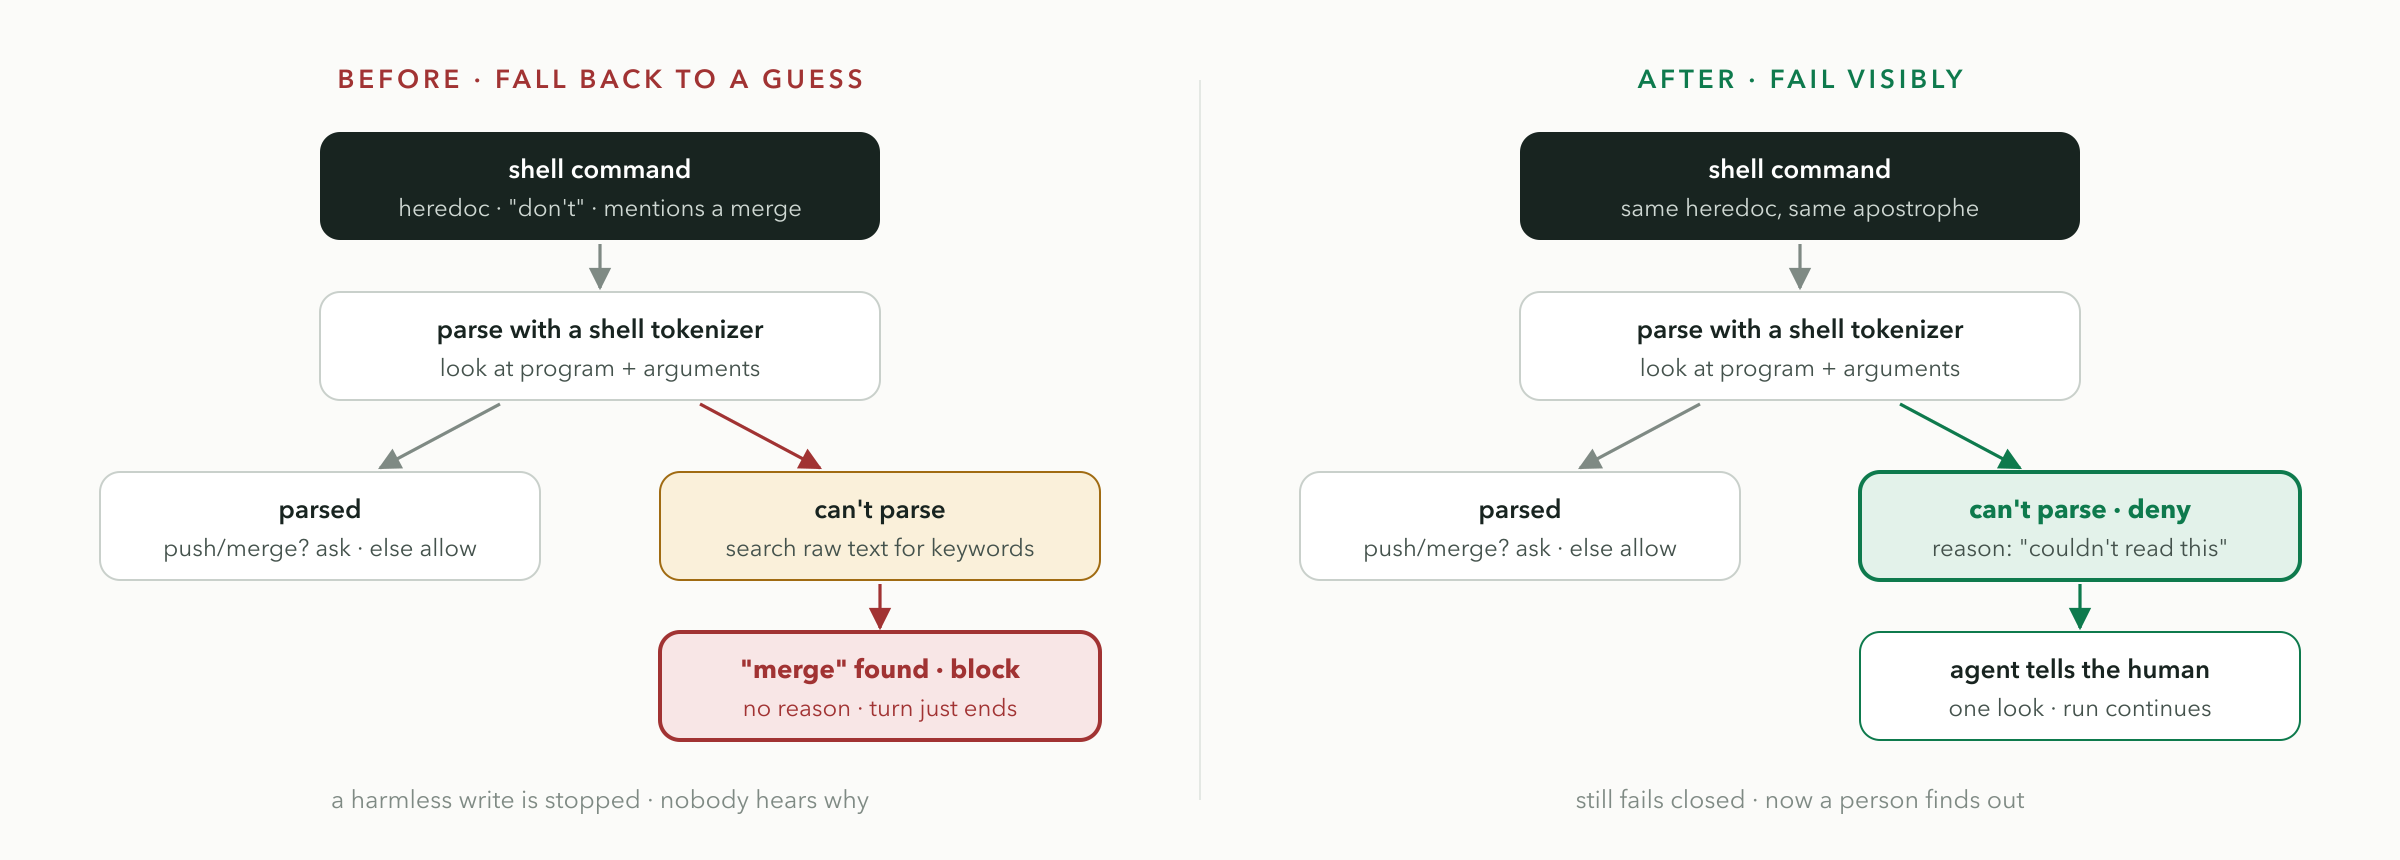 BEFORE · FALL BACK TO A GUESS
shell command
heredoc · "don't" · mentions a merge
parse with a shell tokenizer
look at program + arguments
parsed
push/merge? ask · else allow
can't parse
search raw text for keywords
"merge" found · block
no reason · turn just ends
a harmless write is stopped · nobody hears why
AFTER · FAIL VISIBLY
shell command
same heredoc, same apostrophe
parse with a shell tokenizer
look at program + arguments
parsed
push/merge? ask · else allow
can't parse · deny
reason: "couldn't read this"
agent tells the human
one look · run continues
still fails closed · now a person finds out